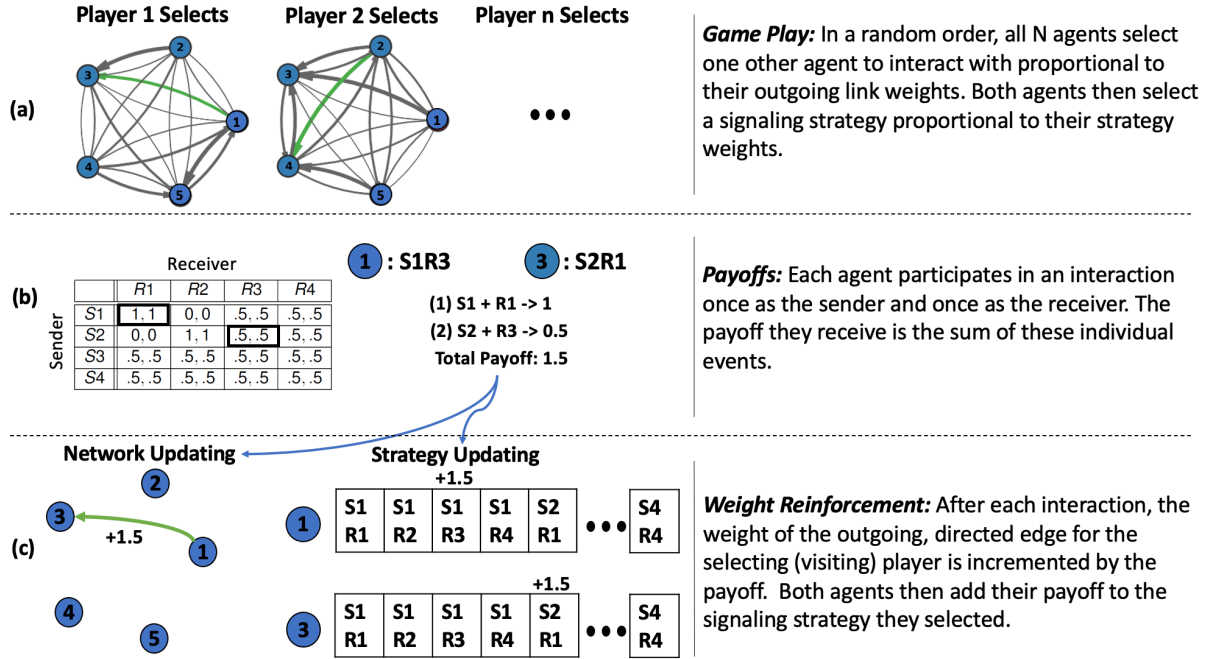 Player 1 Selects
Player 2 Selects
Player n Selects
(a)
2
3
1
4
5
2
3
1
4
5
•••
Game Play: In a random order, all N agents select
one other agent to interact with proportional to
their outgoing link weights. Both agents then select
a signaling strategy proportional to their strategy
weights.
(b)
Receiver
Sender
R1 R2 R3 R4
S1 1, 1 0, 0 .5, .5 .5, .5
S2 0, 0 1, 1 .5, .5 .5, .5
S3 .5, .5 .5, .5 .5, .5 .5, .5
S4 .5, .5 .5, .5 .5, .5 .5, .5
1 : S1R3
3 : S2R1
(1) S1 + R1 -> 1
(2) S2 + R3 -> 0.5
Total Payoff: 1.5
Payoffs: Each agent participates in an interaction
once as the sender and once as the receiver. The
payoff they receive is the sum of these individual
events.
(c)
Network Updating
2
3
+1.5
1
4
5
Strategy Updating
+1.5
1
S1 S1 S1 S1 S2 ••• S4
R1 R2 R3 R4 R1 R4
+1.5
3
S1 S1 S1 S1 S2 ••• S4
R1 R2 R3 R4 R1 R4
Weight Reinforcement: After each interaction, the
weight of the outgoing, directed edge for the
selecting (visiting) player is incremented by the
payoff. Both agents then add their payoff to the
signaling strategy they selected.